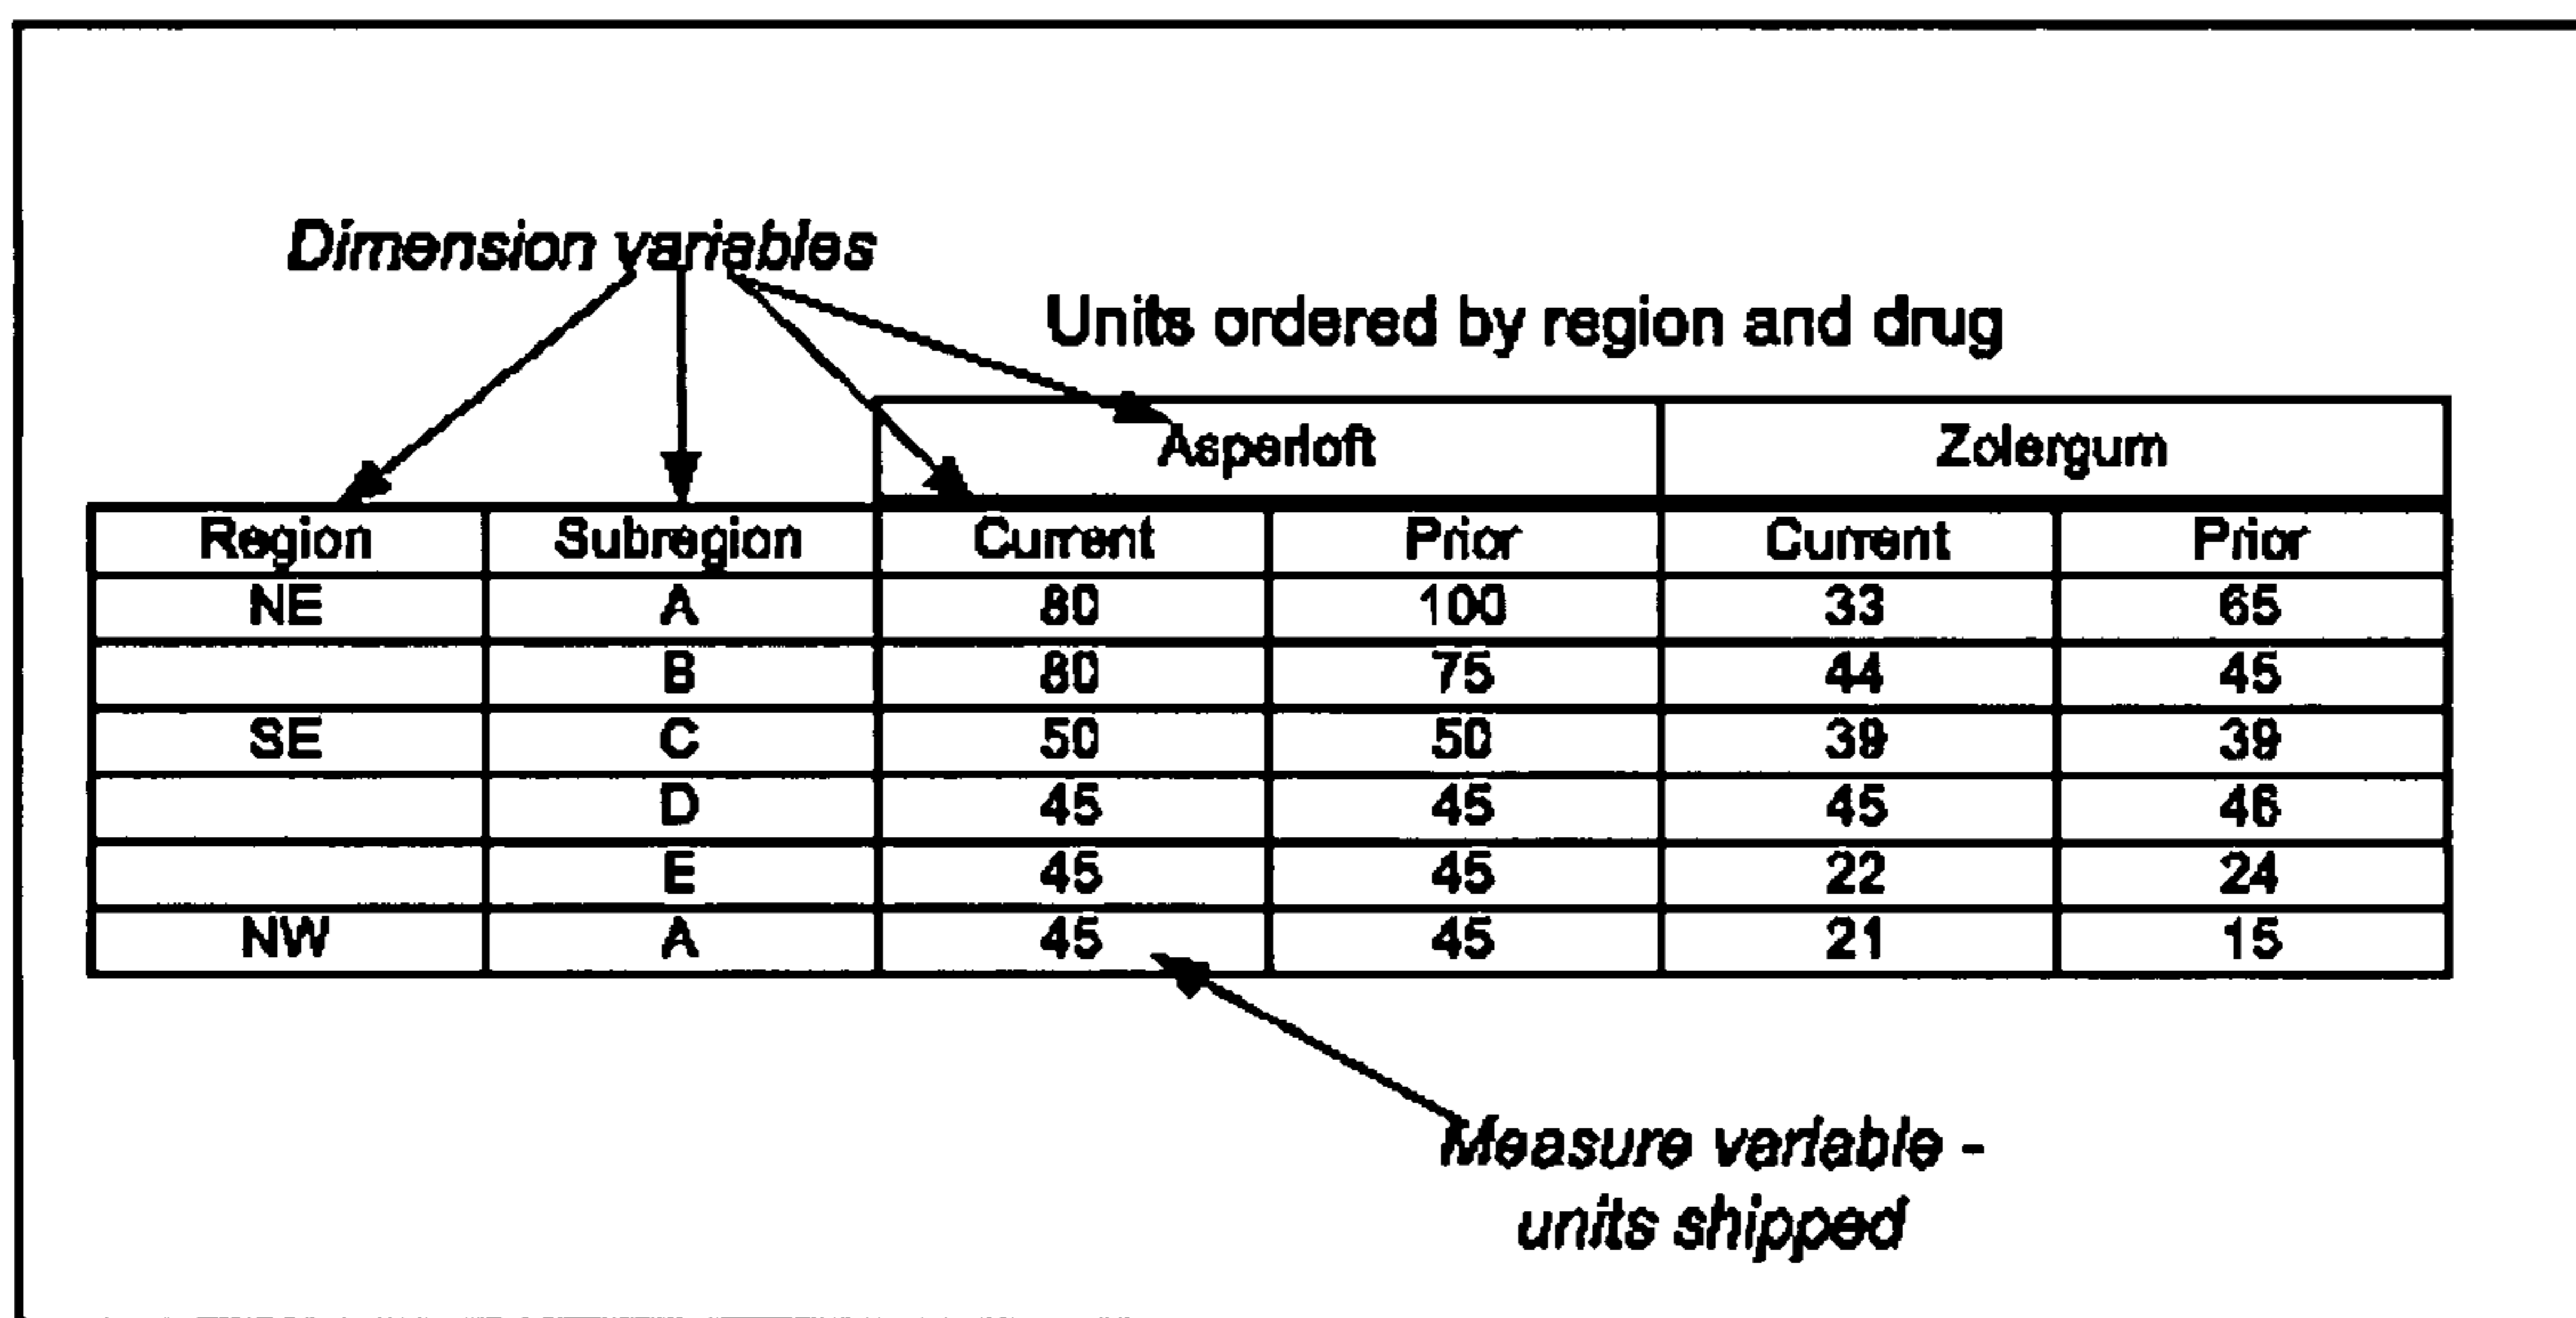 Dimension variables
Units ordered by region and drug
Asperloft Zolergum
Region Subregion Current Prior Current Prior
NE A 80 100 33 65
B 80 75 44 45
SE C 50 50 39 39
D 45 45 45 46
E 45 45 22 24
NW A 45 45 21 15
Measure variable -
units shipped